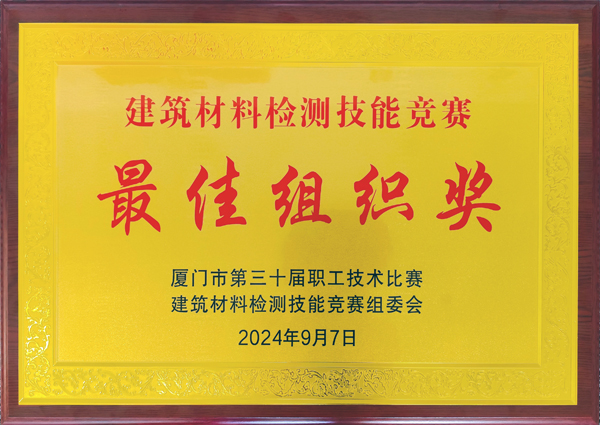 建筑材料检测技能竞赛
最佳组织奖
厦门市第三十届职工技术比赛
建筑材料检测技能竞赛组委会
2024年9月7日